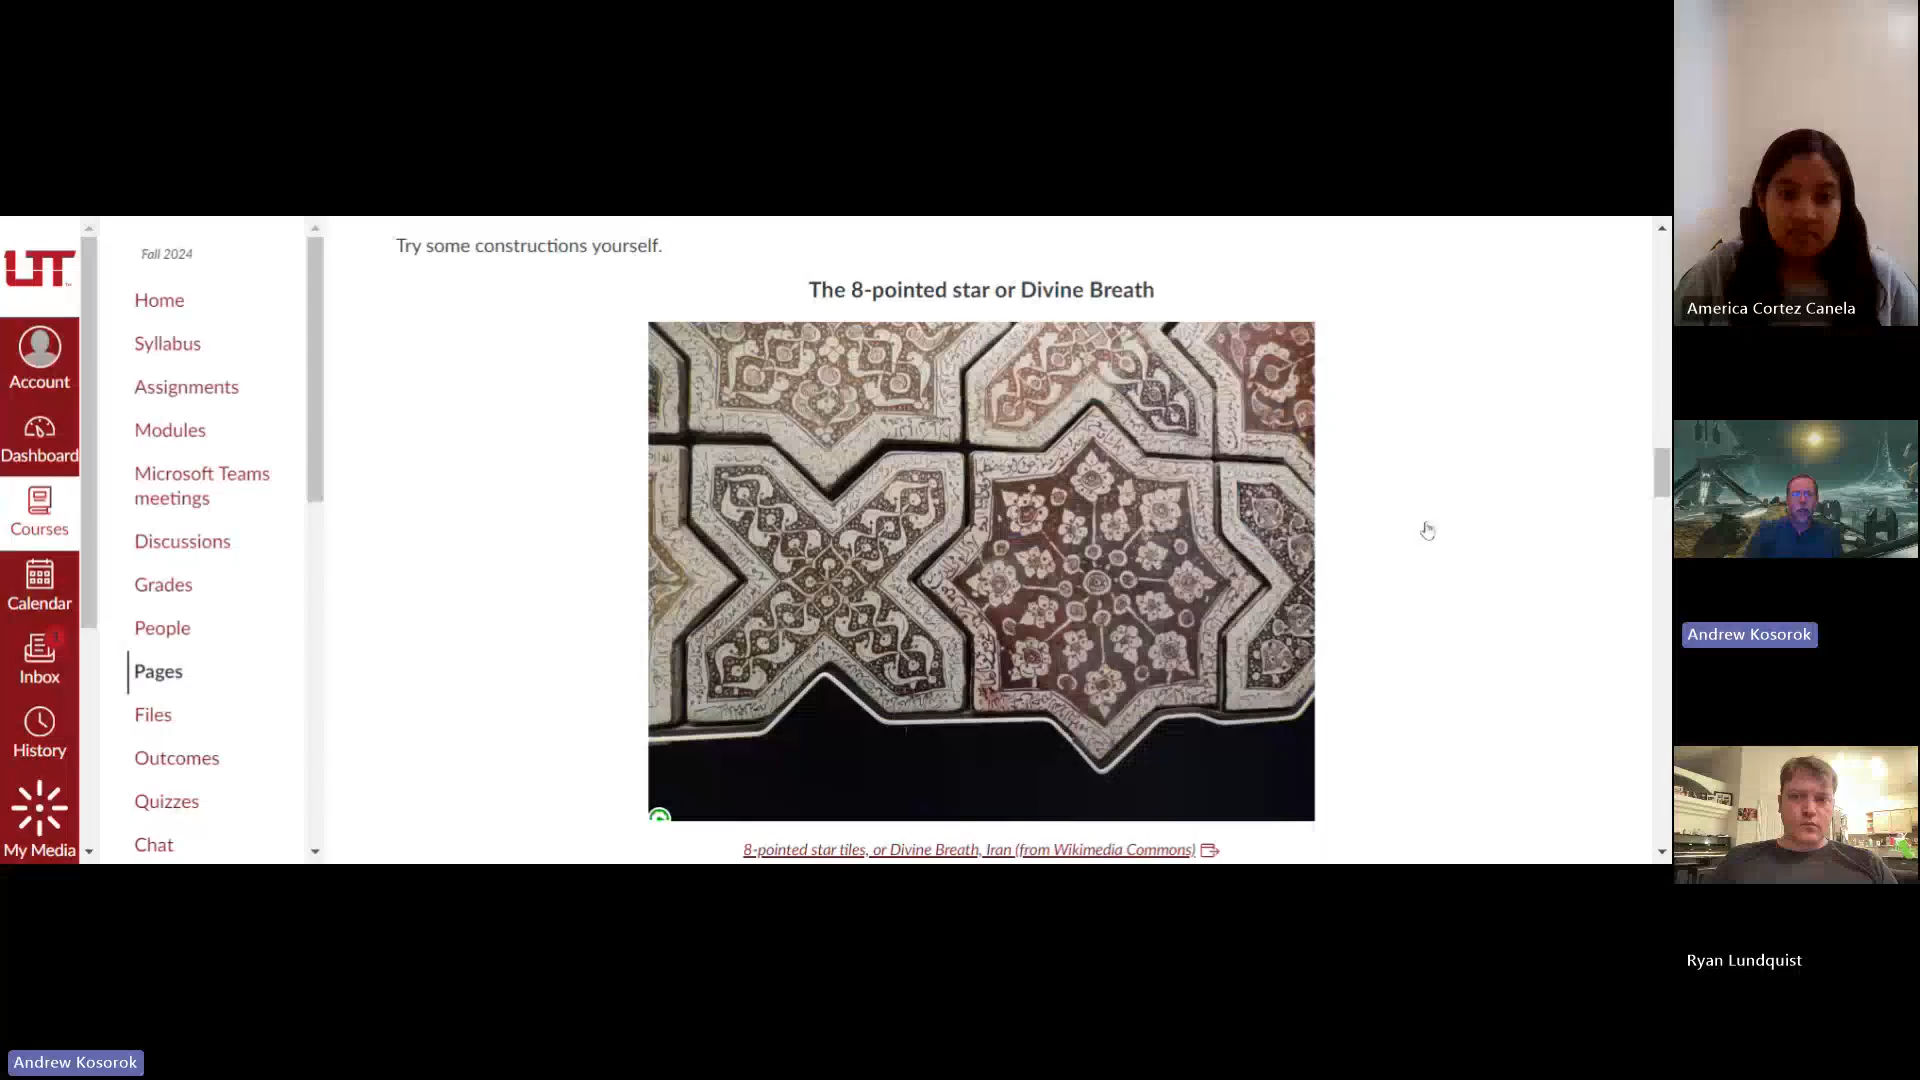 Fall 2024
Home
Syllabus
Assignments
Modules
Microsoft Teams
meetings
Discussions
Grades
People
Pages
Files
Outcomes
Quizzes
Chat
UT
Account
Dashboard
Courses
Calendar
Inbox
History
My Media
Try some constructions yourself.
The 8-pointed star or Divine Breath
8-pointed star tiles, or Divine Breath, Iran (from Wikimedia Commons)
America Cortez Canela
Andrew Kosorok
Ryan Lundquist
Andrew Kosorok